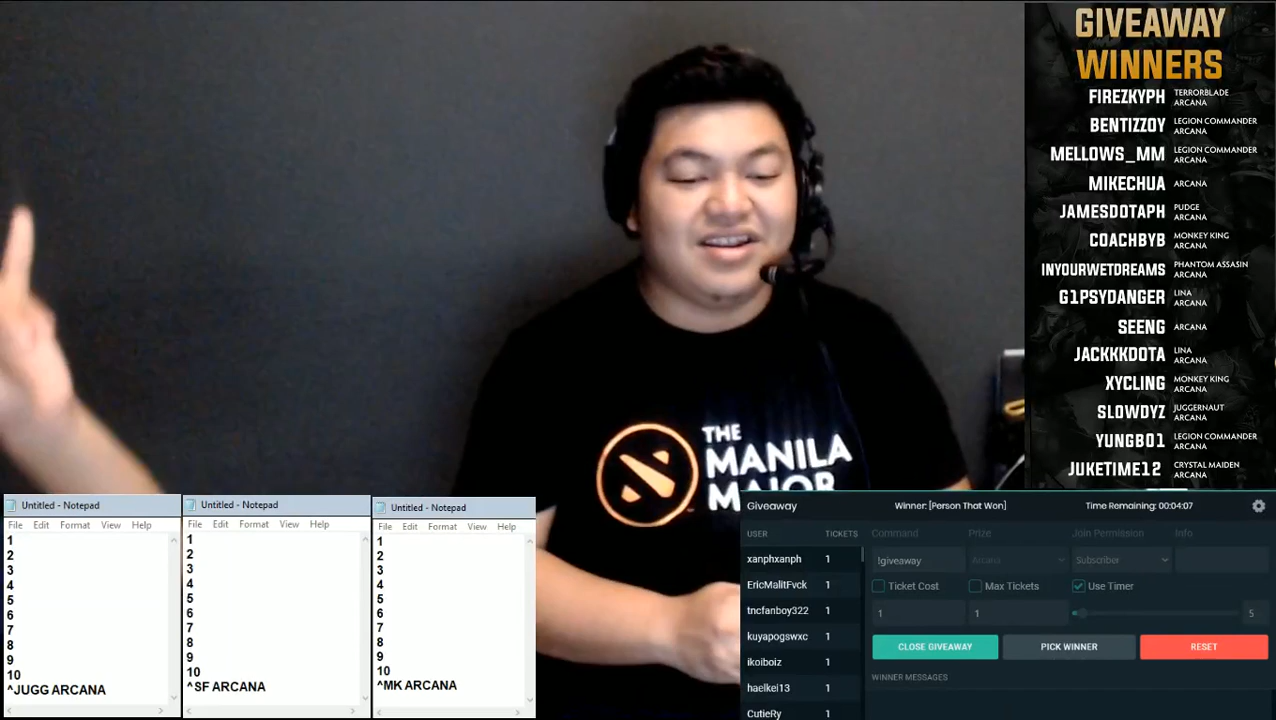 GIVEAWAY
WINNERS
FIREZKYPH TERRORBLADE ARCANA
BENTIZZOY LEGION COMMANDER ARCANA
MELLOWS_MM LEGION COMMANDER ARCANA
MIKECHUA ARCANA
JAMESDOTAPH PUDGE ARCANA
COACHBYB MONKEY KING ARCANA
INYOURWETDREAMS PHANTOM ASSASIN ARCANA
G1PSYDANGER LINA ARCANA
SEENG ARCANA
JACKKKDOTA LINA ARCANA
XYCLING MONKEY KING ARCANA
SLOWDYZ JUGGERNAUT ARCANA
YUNGB01 LEGION COMMANDER ARCANA
JUKETIME12 CRYSTAL MAIDEN ARCANA
THE
MANILA
MAJOR
Untitled - Notepad
File Edit Format View Help
1
2
3
4
5
6
7
8
9
10
^JUGG ARCANA
Untitled - Notepad
File Edit Format View Help
1
2
3
4
5
6
7
8
9
10
^SF ARCANA
Untitled - Notepad
File Edit Format View Help
1
2
3
4
5
6
7
8
9
10
^MK ARCANA
Giveaway Winner: [Person That Won] Time Remaining: 00:04:07
USER TICKETS
xanphxanph 1
EricMalitFvck 1
tncfanboy322 1
kuyapogswxc 1
ikoiboiz 1
haelkei13 1
CutieRy 1
Command Prize Join Permission Info
!giveaway Arcana Subscriber
Ticket Cost Max Tickets Use Timer
1 1 5
CLOSE GIVEAWAY PICK WINNER RESET
WINNER MESSAGES